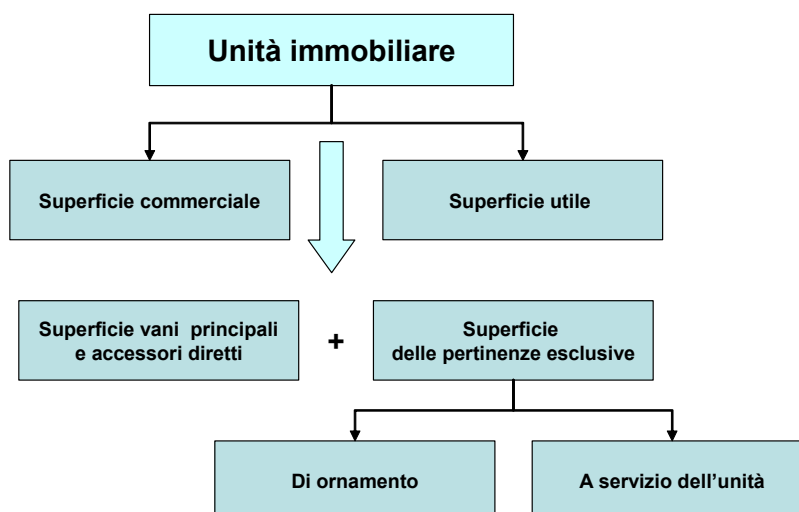 Unità immobiliare
Superficie commerciale
Superficie utile
Superficie vani principali
e accessori diretti
+
Superficie
delle pertinenze esclusive
Di ornamento
A servizio dell'unità